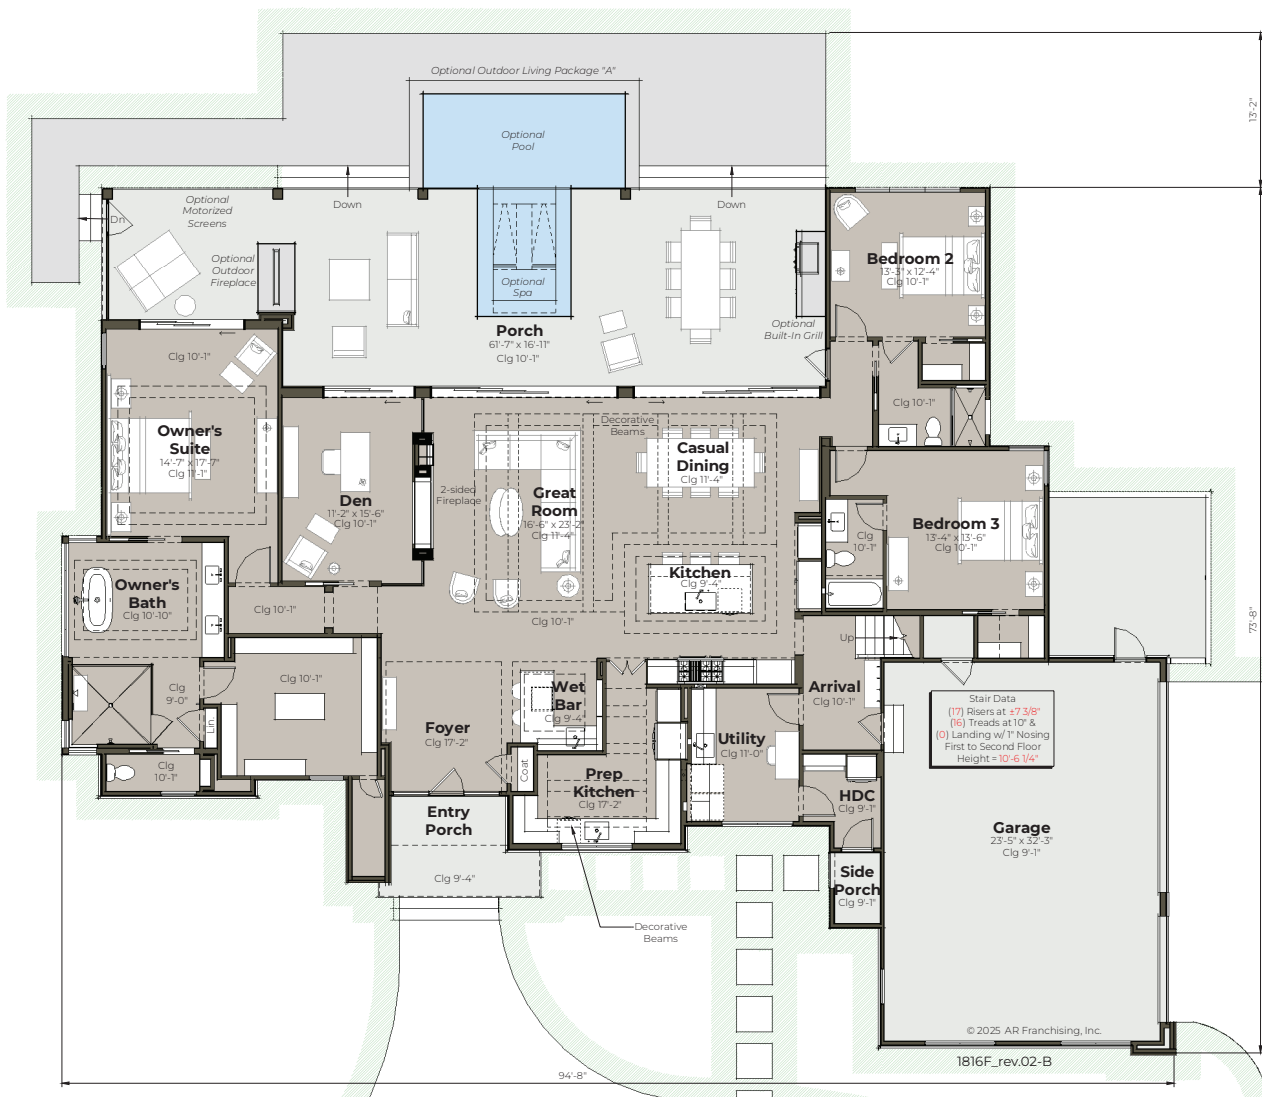 Optional Outdoor Living Package "A"
13'-2"
Optional
Pool
Down
Down
Dn
Optional
Motorized
Screens
Optional
Outdoor
Fireplace
Optional
Spa
Porch
61'-7" x 16'-11"
Clg 10'-1"
Optional
Built-In Grill
Bedroom 2
13'-3" x 12'-4"
Clg 10'-1"
Clg 10'-1"
Clg 10'-1"
Owner's
Suite
14'-7" x 17'-7"
Clg 11'-1"
Den
11'-2" x 15'-6"
Clg 10'-1"
2-sided
Fireplace
Great
Room
16'-6" x 23'-2"
Clg 11'-4"
Decorative
Beams
Casual
Dining
Clg 11'-4"
Bedroom 3
13'-4" x 13'-6"
Clg 10'-1"
Clg
10'-1"
Kitchen
Clg 9'-4"
Owner's
Bath
Clg 10'-10"
Clg 10'-1"
Clg 10'-1"
Up
73'-8"
Clg
9'-0"
Clg 10'-1"
Lin.
Clg
10'-1"
Foyer
Clg 17'-2"
Wet
Bar
Clg 9'-4"
Coat
Prep
Kitchen
Clg 17'-2"
Utility
Clg 11'-0"
Arrival
Clg 10'-1"
HDC
Clg 9'-1"
Stair Data
(17) Risers at ±7 3/8"
(16) Treads at 10" &
(0) Landing w/ 1" Nosing
First to Second Floor
Height = 10'-6 1/4"
Entry
Porch
Clg 9'-4"
Side
Porch
Clg 9'-1"
Garage
23'-5" x 32'-3"
Clg 9'-1"
Decorative
Beams
© 2025 AR Franchising, Inc.
1816F_rev.02-B
94'-8"